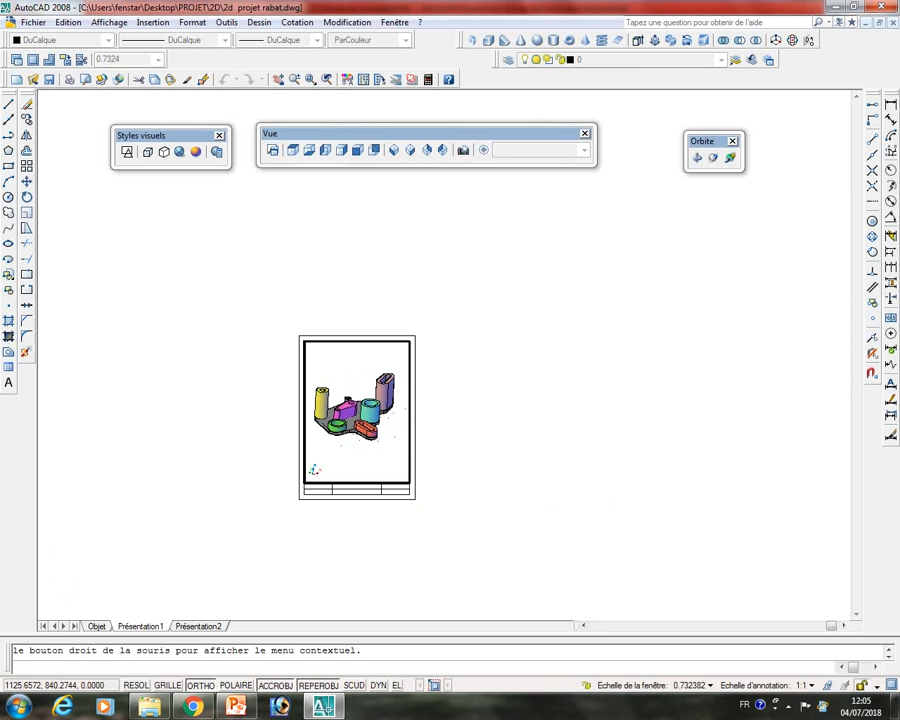 AutoCAD 2008 - [C:\Users\fenstar\Desktop\PROJET\2D\2d projet rabat.dwg]
Fichier Edition Affichage Insertion Format Outils Dessin Cotation Modification Fenêtre ?
Tapez une question pour obtenir de l'aide
DuCalque DuCalque DuCalque ParCouleur
0.7324 0
Styles visuels
Vue
Orbite
A
Objet Présentation1 Présentation2
le bouton droit de la souris pour afficher le menu contextuel.
1125.6572, 840.2744, 0.0000 RESOL GRILLE ORTHO POLAIRE ACCROBJ REPEROBJ SCUD DYN EL Echelle de la fenêtre: 0.732382 Echelle d'annotation: 1:1
FR 12:05
04/07/2018